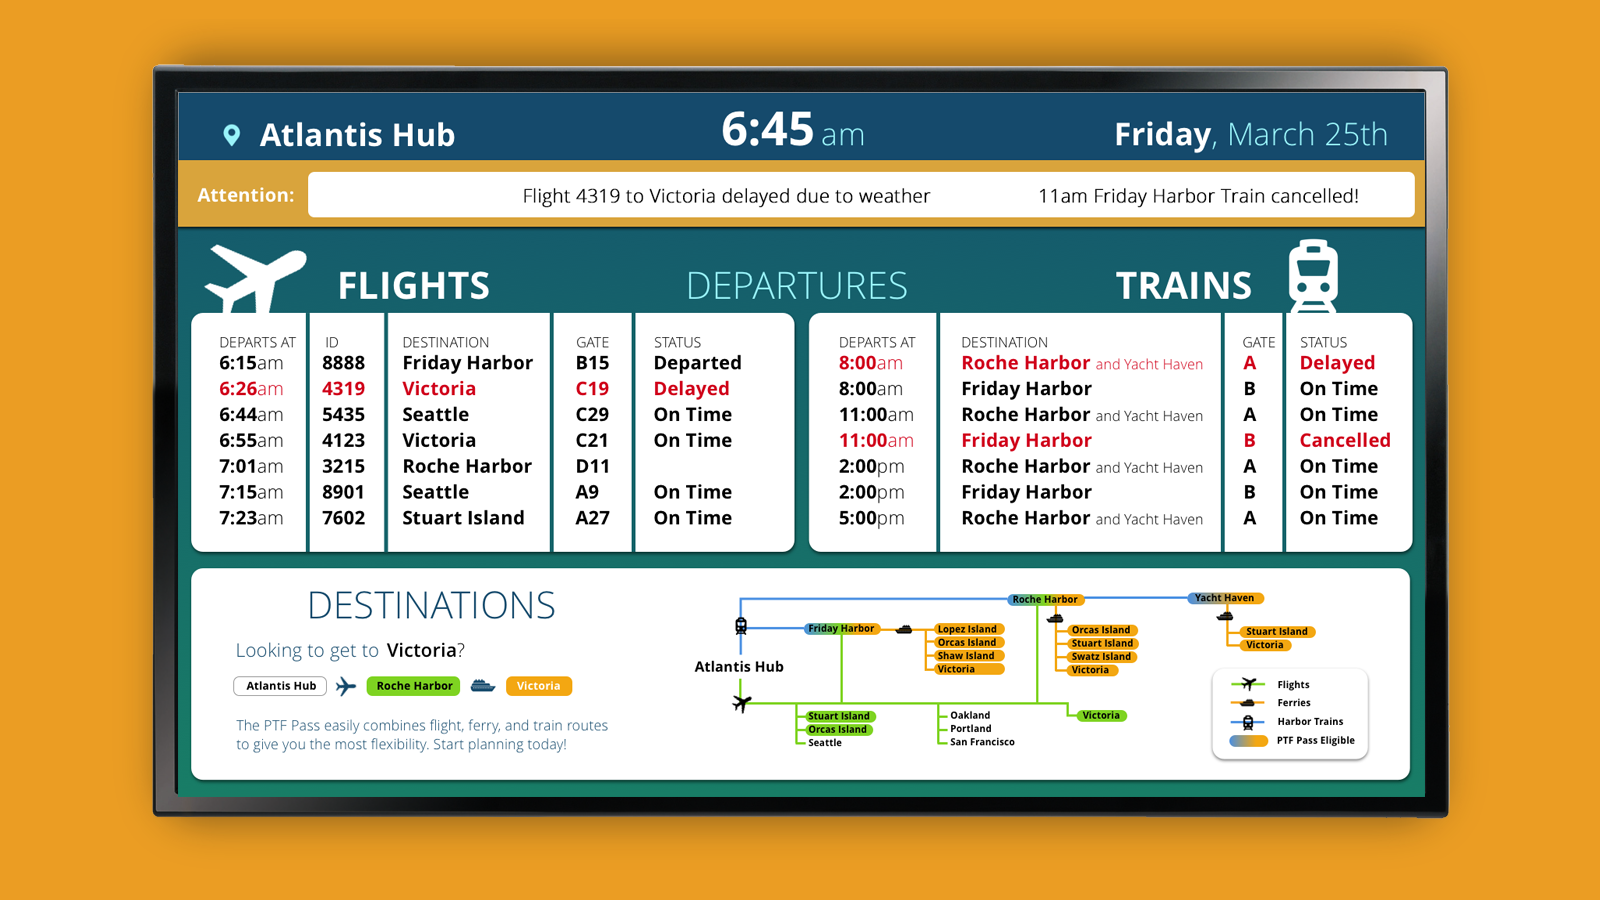 Atlantis Hub
6:45 am
Friday, March 25th
Attention:
Flight 4319 to Victoria delayed due to weather
11am Friday Harbor Train cancelled!
FLIGHTS
DEPARTURES
TRAINS
DEPARTS AT ID DESTINATION GATE STATUS
6:15am 8888 Friday Harbor B15 Departed
6:26am 4319 Victoria C19 Delayed
6:44am 5435 Seattle C29 On Time
6:55am 4123 Victoria C21 On Time
7:01am 3215 Roche Harbor D11
7:15am 8901 Seattle A9 On Time
7:23am 7602 Stuart Island A27 On Time
DEPARTS AT DESTINATION GATE STATUS
8:00am Roche Harbor and Yacht Haven A Delayed
8:00am Friday Harbor B On Time
11:00am Roche Harbor and Yacht Haven A On Time
11:00am Friday Harbor B Cancelled
2:00pm Roche Harbor and Yacht Haven A On Time
2:00pm Friday Harbor B On Time
5:00pm Roche Harbor and Yacht Haven A On Time
DESTINATIONS
Looking to get to Victoria?
Atlantis Hub Roche Harbor Victoria
The PTF Pass easily combines flight, ferry, and train routes
to give you the most flexibility. Start planning today!
Atlantis Hub
Friday Harbor
Lopez Island
Orcas Island
Shaw Island
Victoria
Roche Harbor
Orcas Island
Stuart Island
Swatz Island
Victoria
Yacht Haven
Stuart Island
Victoria
Stuart Island
Orcas Island
Seattle
Oakland
Portland
San Francisco
Victoria
Flights
Ferries
Harbor Trains
PTF Pass Eligible